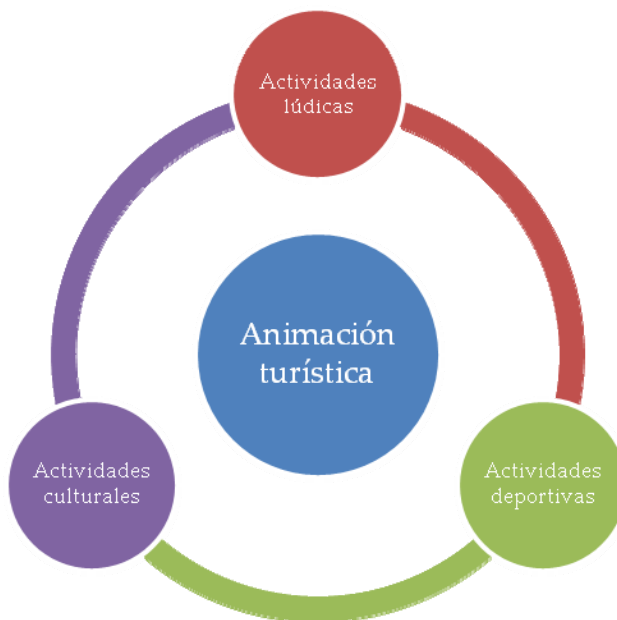 Actividades
lúdicas
Animación
turística
Actividades
culturales
Actividades
deportivas